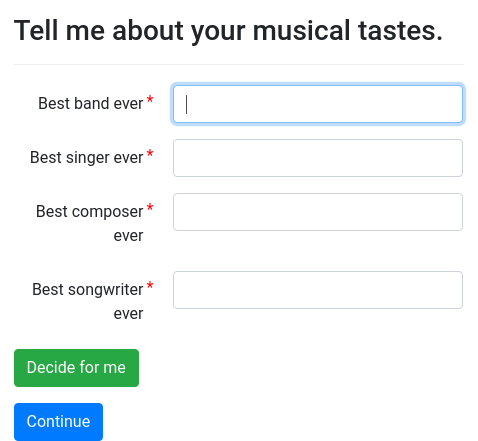 Tell me about your musical tastes.
Best band ever *
Best singer ever *
Best composer *
ever
Best songwriter *
ever
Decide for me
Continue